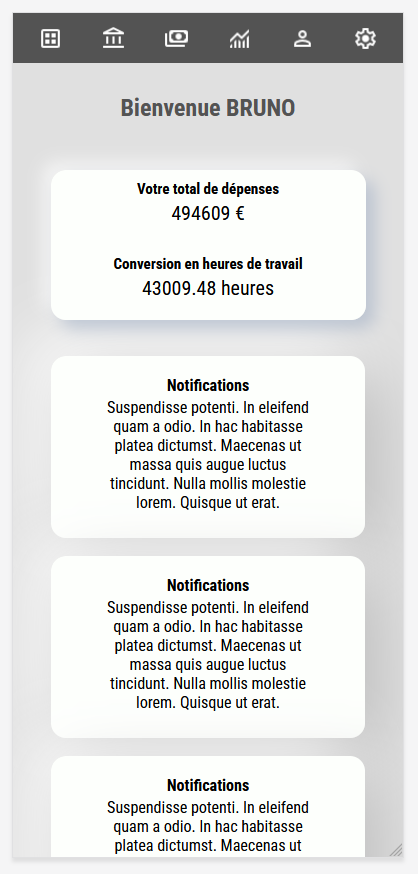 Bienvenue BRUNO
Votre total de dépenses
494609 €
Conversion en heures de travail
43009.48 heures
Notifications
Suspendisse potenti. In eleifend
quam a odio. In hac habitasse
platea dictumst. Maecenas ut
massa quis augue luctus
tincidunt. Nulla mollis molestie
lorem. Quisque ut erat.
Notifications
Suspendisse potenti. In eleifend
quam a odio. In hac habitasse
platea dictumst. Maecenas ut
massa quis augue luctus
tincidunt. Nulla mollis molestie
lorem. Quisque ut erat.
Notifications
Suspendisse potenti. In eleifend
quam a odio. In hac habitasse
platea dictumst. Maecenas ut